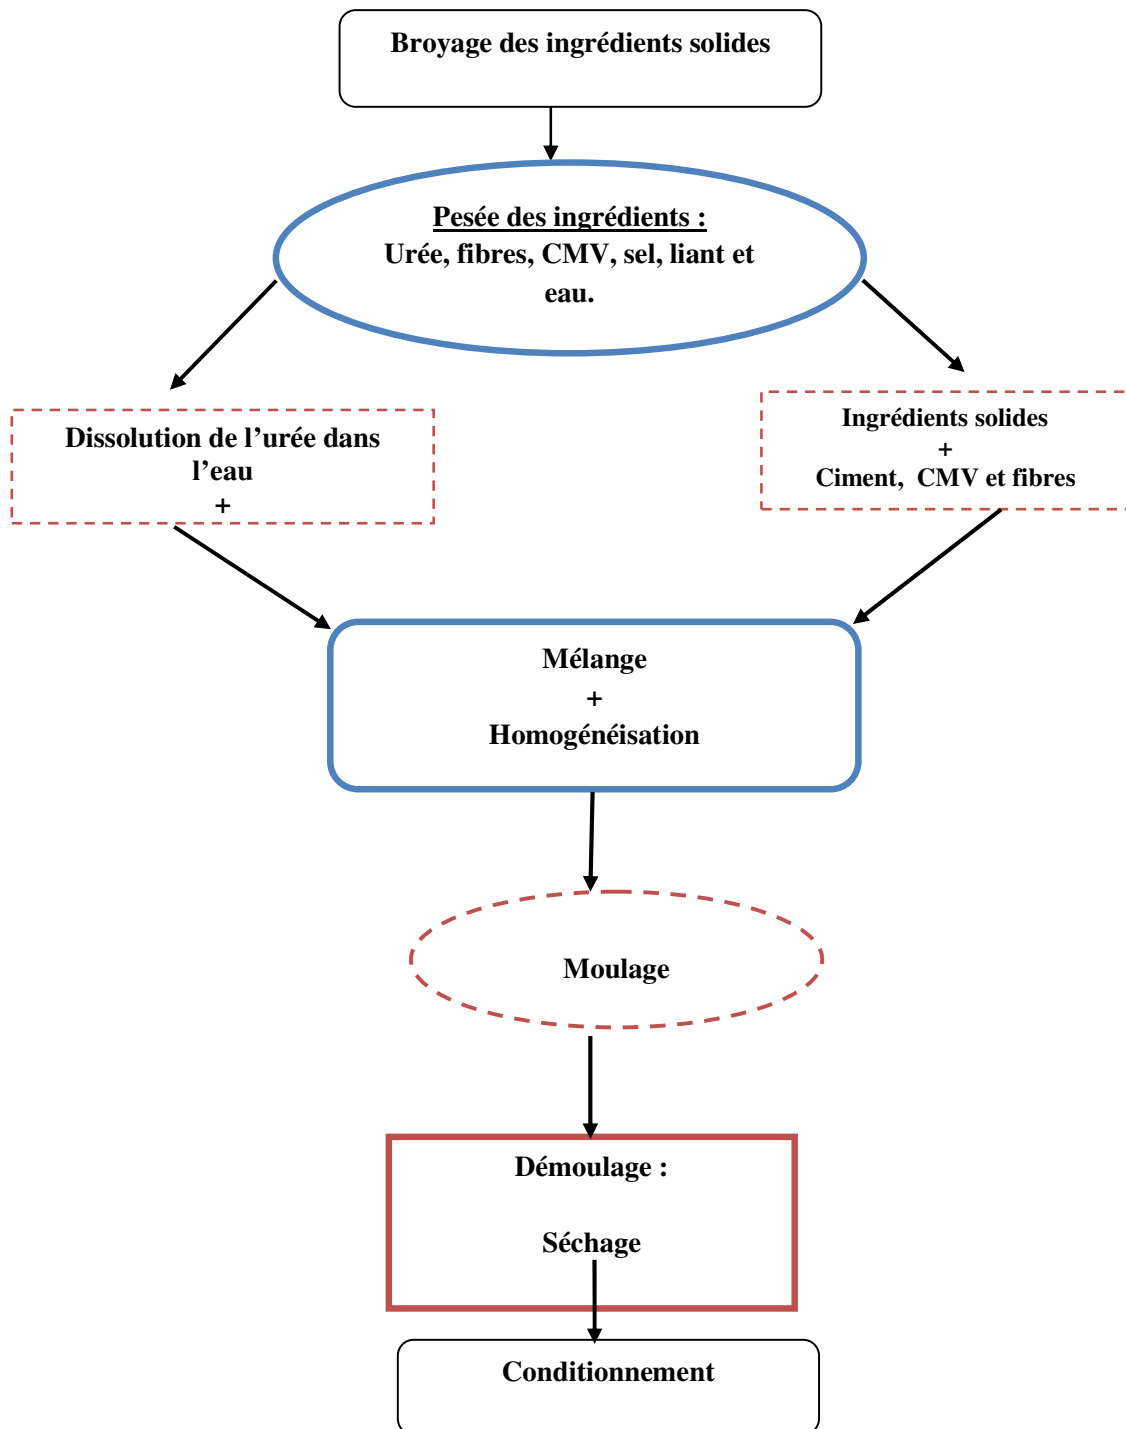 Broyage des ingrédients solides
Pesée des ingrédients :
Urée, fibres, CMV, sel, liant et
eau.
Dissolution de l’urée dans
l’eau
+
Ingrédients solides
+
Ciment, CMV et fibres
Mélange
+
Homogénéisation
Moulage
Démoulage :
Séchage
Conditionnement